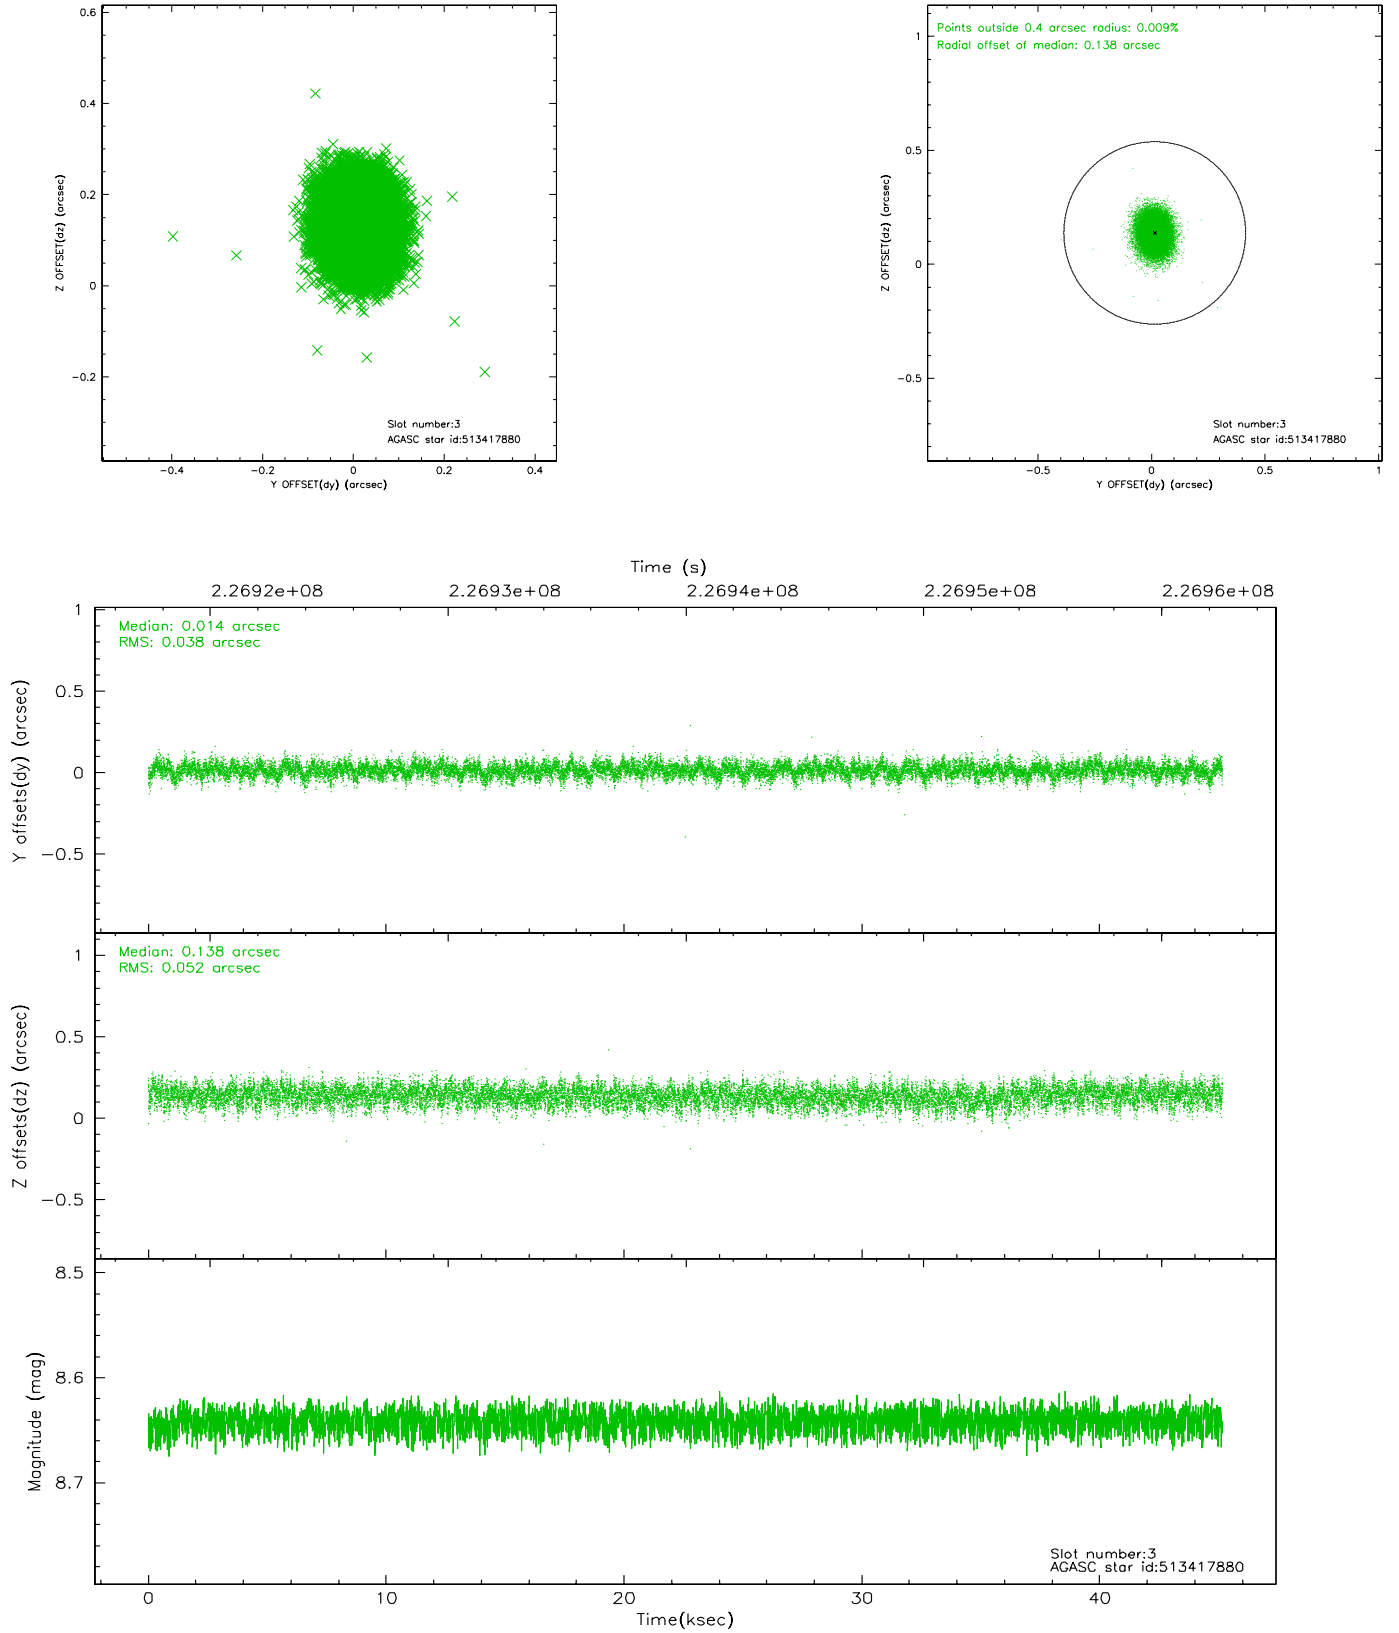 0.6
0.4
0.2
0
−0.2
Z OFFSET(dz) (arcsec)
Slot number:3
AGASC star id:513417880
−0.4 −0.2 0 0.2 0.4
Y OFFSET(dy) (arcsec)
Points outside 0.4 arcsec radius: 0.009%
Radial offset of median: 0.138 arcsec
1
0.5
0
−0.5
Z OFFSET(dz) (arcsec)
Slot number:3
AGASC star id:513417880
−0.5 0 0.5 1
Y OFFSET(dy) (arcsec)
Time (s)
2.2692e+08 2.2693e+08 2.2694e+08 2.2695e+08 2.2696e+08
Median: 0.014 arcsec
RMS: 0.038 arcsec
1
0.5
0
−0.5
Y offsets(dy) (arcsec)
Median: 0.138 arcsec
RMS: 0.052 arcsec
1
0.5
0
−0.5
Z offsets(dz) (arcsec)
8.5
8.6
8.7
Magnitude (mag)
Slot number:3
AGASC star id:513417880
0 10 20 30 40
Time(ksec)